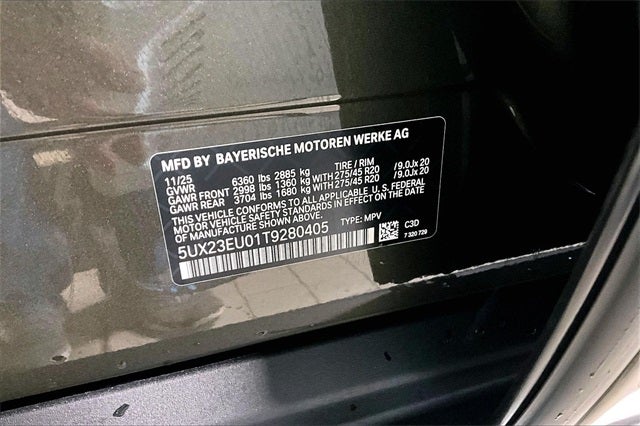 MFD BY BAYERISCHE MOTOREN WERKE AG
11/25 TIRE / RIM
GVWR 6360 lbs 2885 kg
GAWR FRONT 2998 lbs 1360 kg WITH 275/45 R20 /9.0Jx 20
GAWR REAR 3704 lbs 1680 kg WITH 275/45 R20 /9.0Jx 20
THIS VEHICLE CONFORMS TO ALL APPLICABLE U.S. FEDERAL
MOTOR VEHICLE SAFETY STANDARDS IN EFFECT ON THE
DATE OF MANUFACTURE SHOWN ABOVE.
5UX23EU01T9280405 TYPE: MPV
C3D
7 320 729